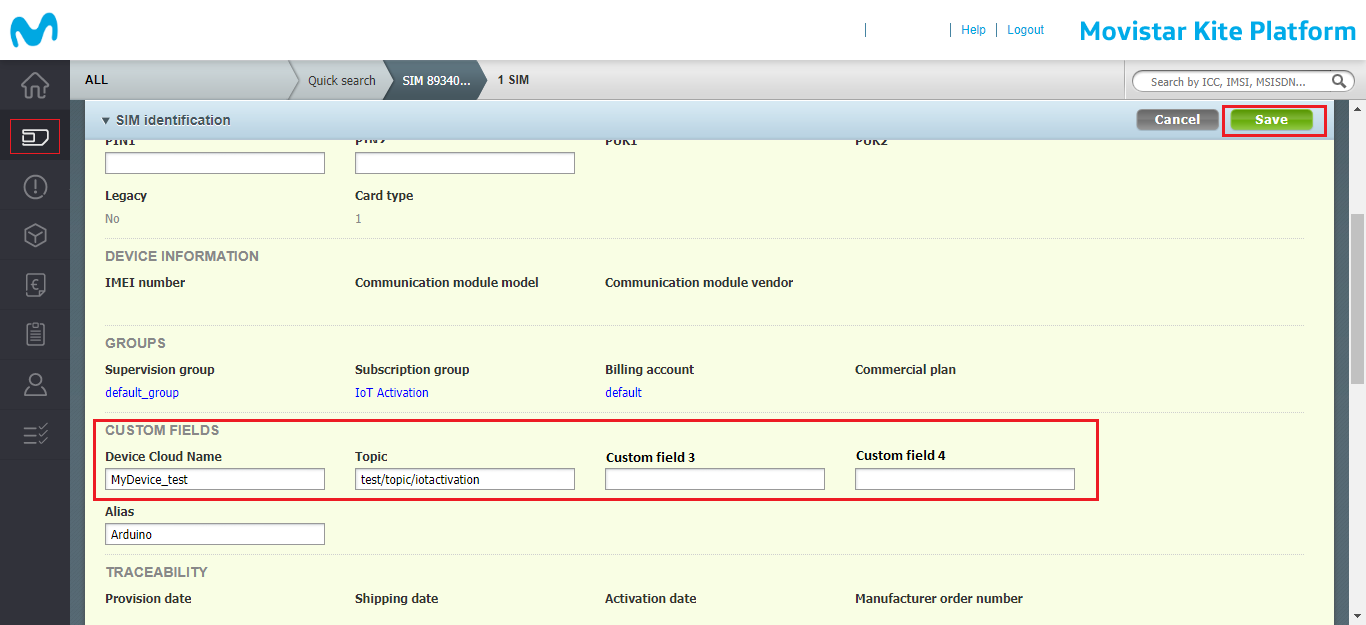 Help
Logout
Movistar Kite Platform
ALL
Quick search
SIM 89340...
1 SIM
Search by ICC, IMSI, MSISDN...
SIM identification
Cancel
Save
PIN1
PIN2
PUK1
PUK2
Legacy
Card type
No
1
DEVICE INFORMATION
IMEI number
Communication module model
Communication module vendor
GROUPS
Supervision group
Subscription group
Billing account
Commercial plan
default_group
IoT Activation
default
CUSTOM FIELDS
Device Cloud Name
Topic
Custom field 3
Custom field 4
MyDevice_test
test/topic/iotactivation
Alias
Arduino
TRACEABILITY
Provision date
Shipping date
Activation date
Manufacturer order number